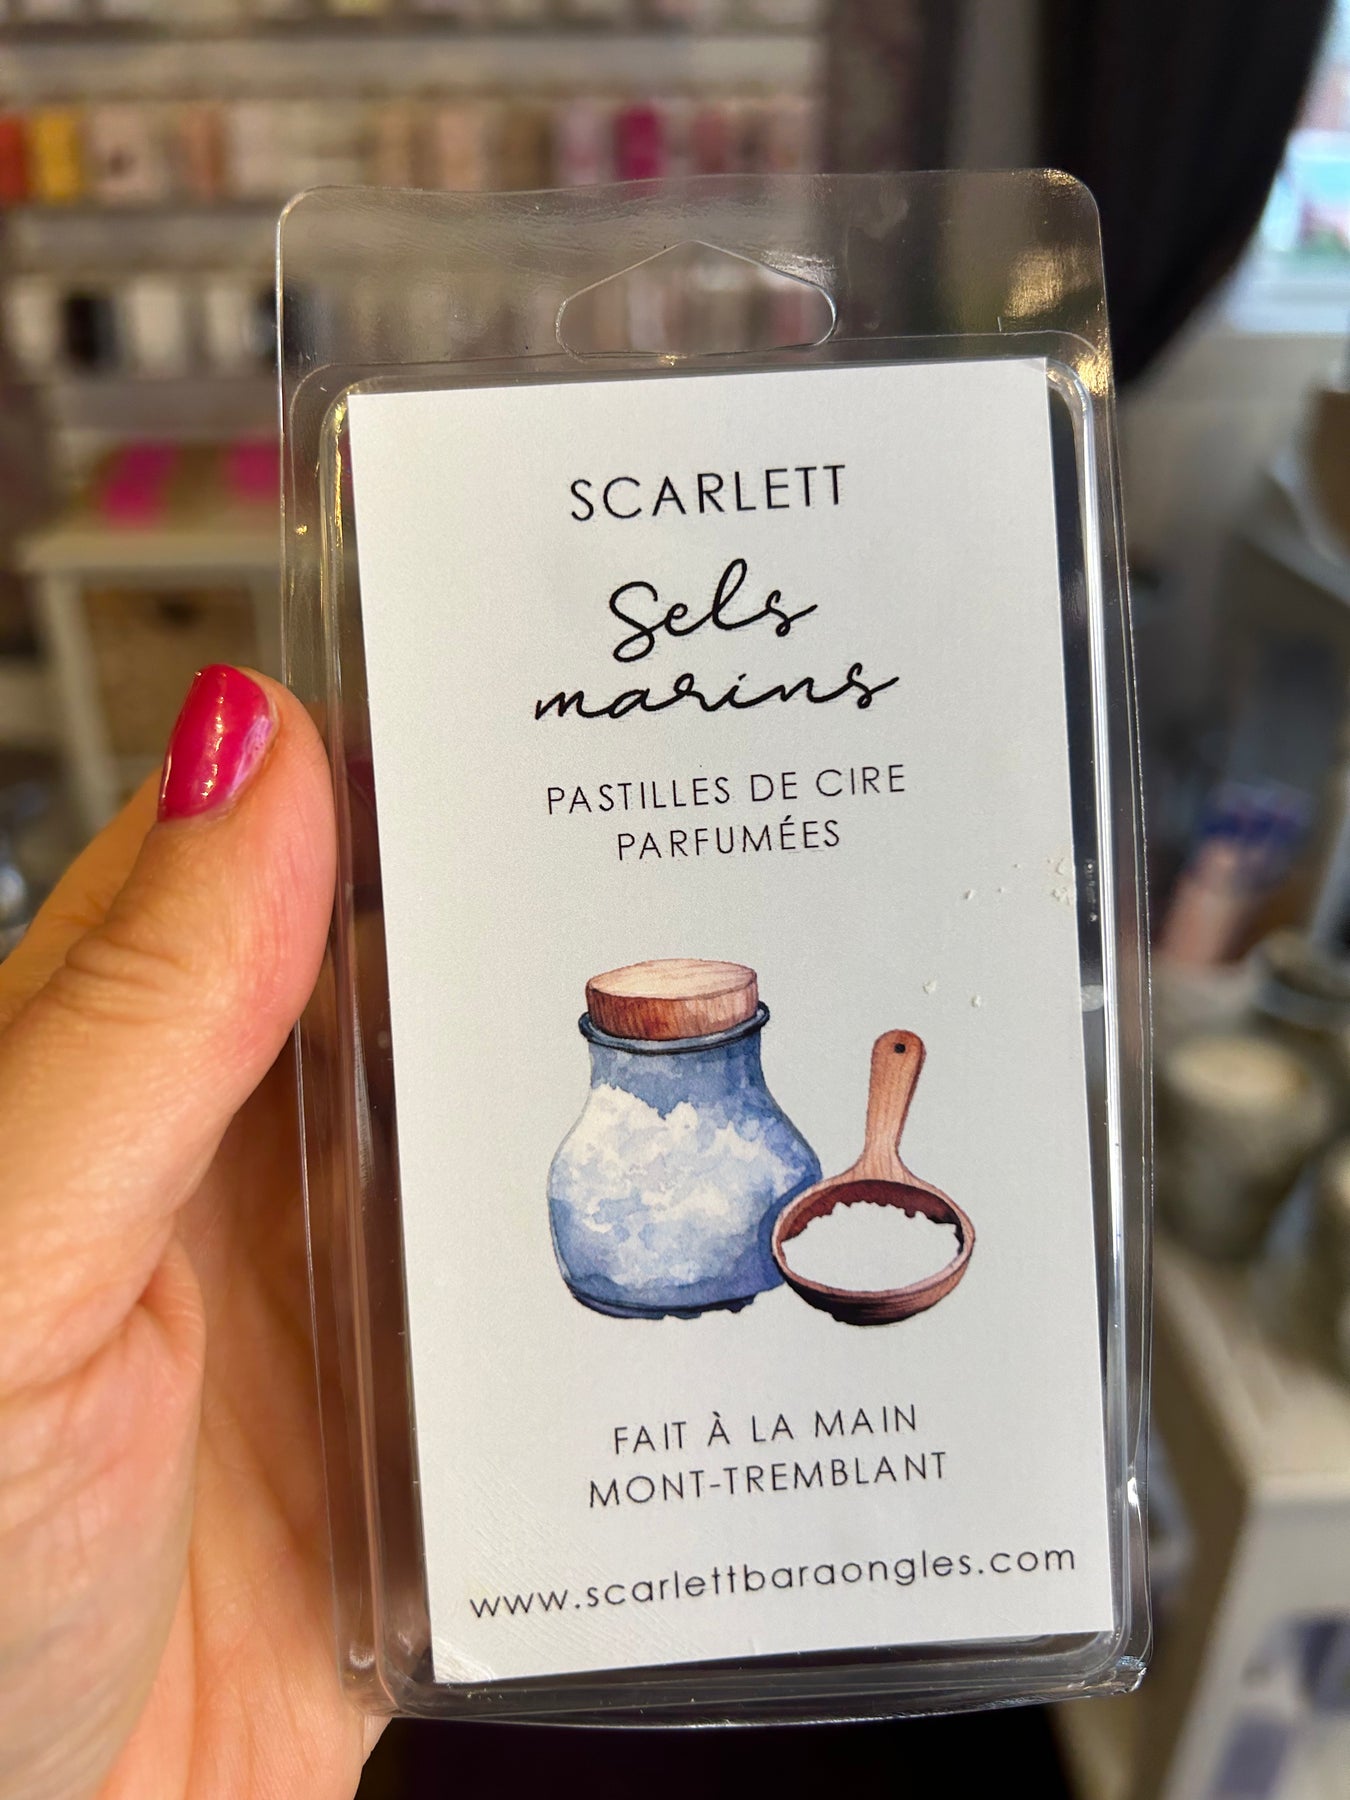 SCARLETT
Sels
marins
PASTILLES DE CIRE
PARFUMÉES
FAIT À LA MAIN
MONT-TREMBLANT
www.scarlettbaraongles.com